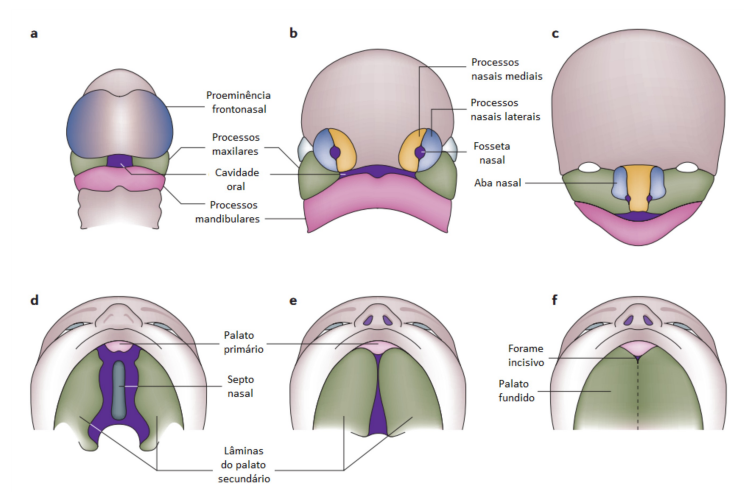 a
b
c
Proeminência
frontonasal
Processos
maxilares
Cavidade
oral
Processos
mandibulares
Processos
nasais mediais
Processos
nasais laterais
Fosseta
nasal
Aba nasal
d
e
f
Palato
primário
Septo
nasal
Lâminas
do palato
secundário
Forame
incisivo
Palato
fundido